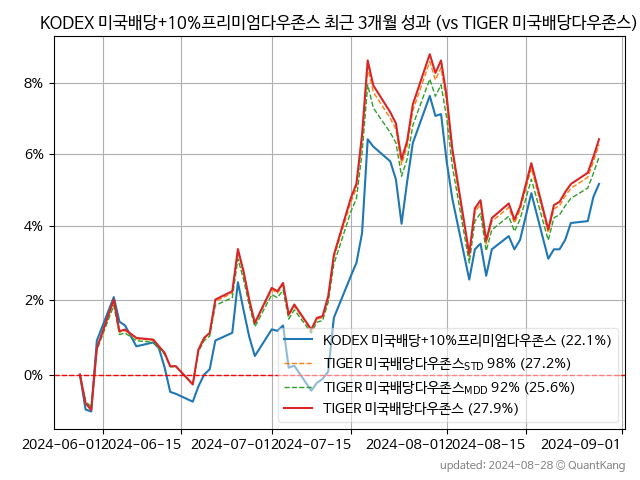 KODEX 미국배당+10%프리미엄다우존스 최근 3개월 성과 (vs TIGER 미국배당다우존스)
8%
6%
4%
2%
0%
KODEX 미국배당+10%프리미엄다우존스 (22.1%)
TIGER 미국배당다우존스STD 98% (27.2%)
TIGER 미국배당다우존스MDD 92% (25.6%)
TIGER 미국배당다우존스 (27.9%)
2024-06-01 2024-06-15 2024-07-01 2024-07-15 2024-08-01 2024-08-15 2024-09-01
updated: 2024-08-28 © QuantKang